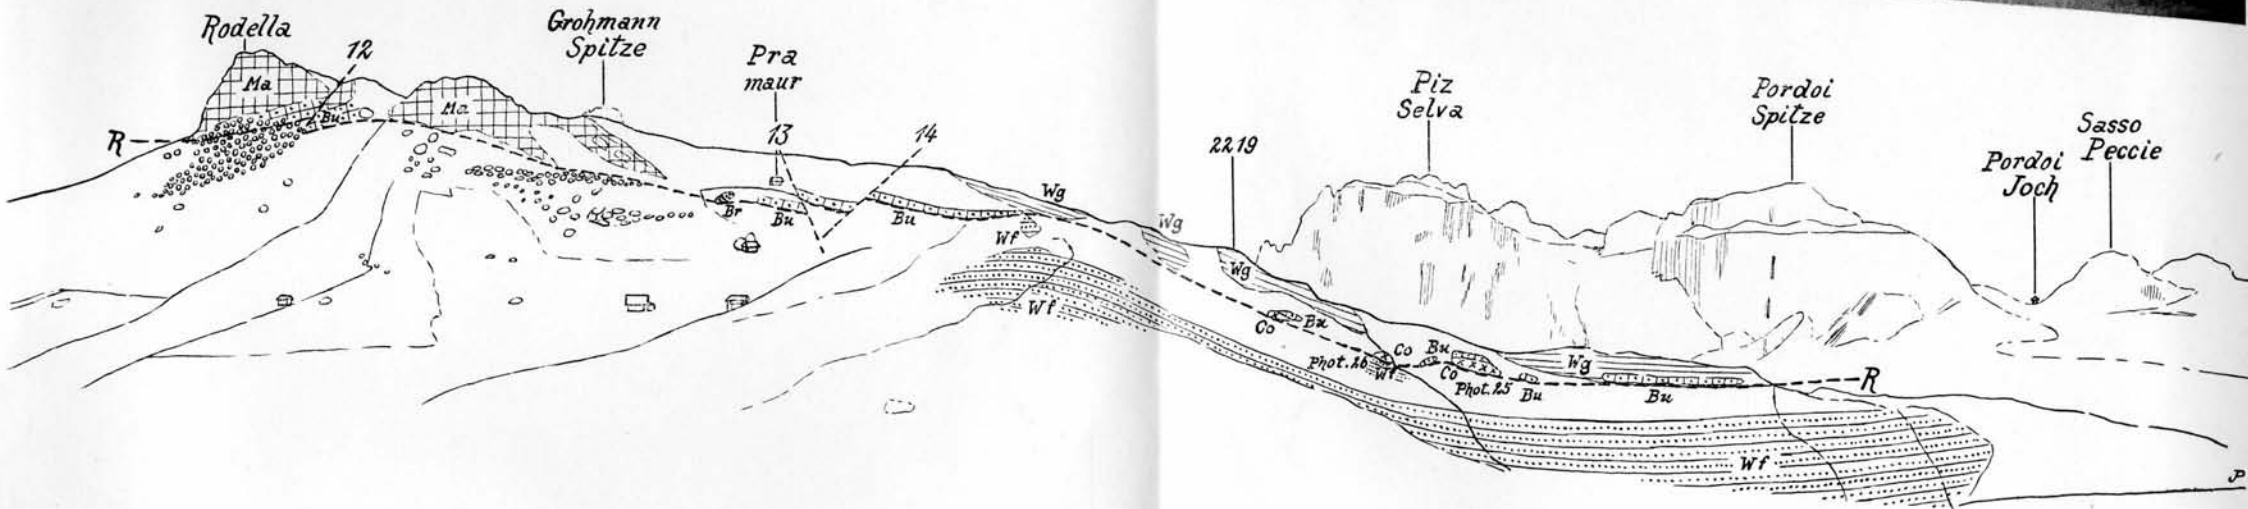 Rodella
12
Grohmann
Spitze
Pra
maur
13
14
2219
Piz
Selva
Pordoi
Spitze
Pordoi
Joch
Sasso
Peccie
Ma
Ma
Bu
R
Br
Bu
Bu
Wg
Wg
Wg
Wf
Wf
Co
Bu
Phot. 26
Wf
Co
Bu
Co
Phot. 25
Bu
Wg
Bu
R
Wf
P